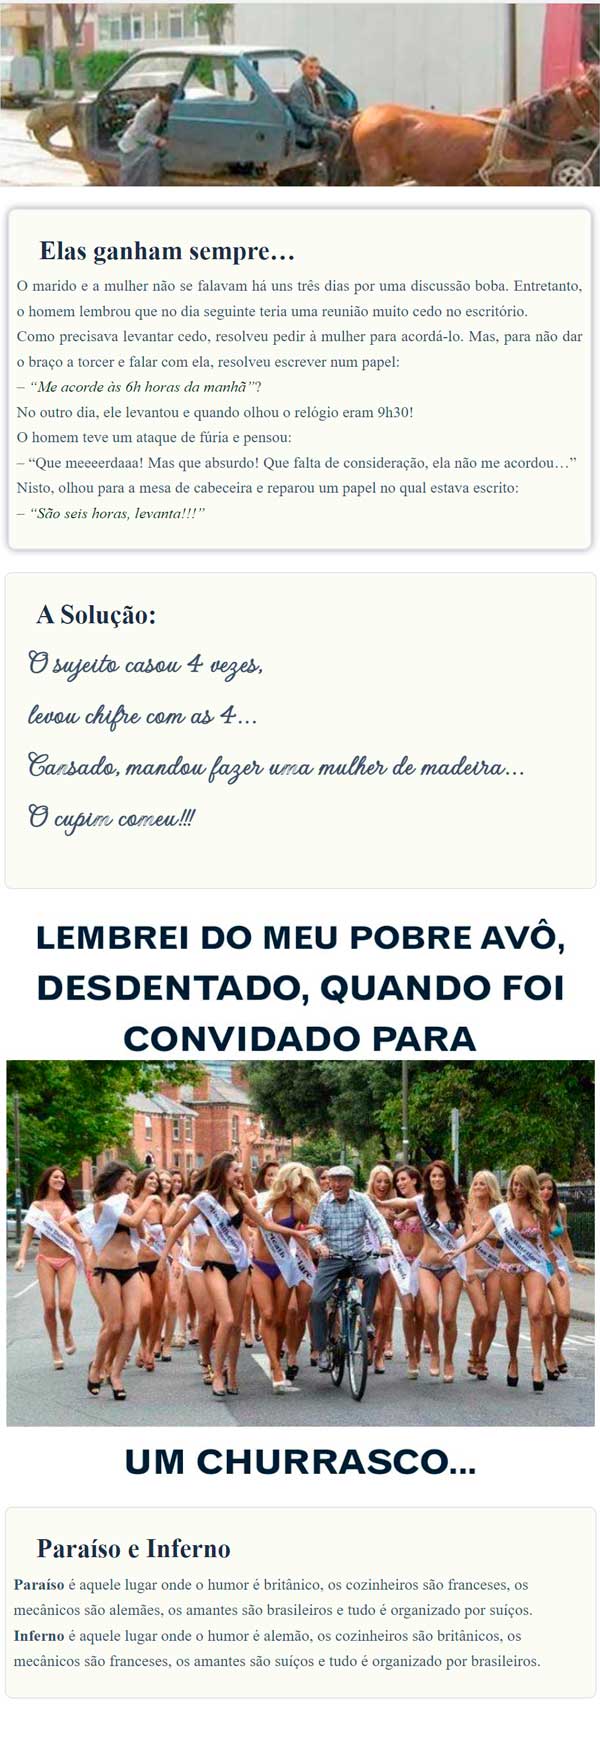 Elas ganham sempre…
O marido e a mulher não se falavam há uns três dias por uma discussão boba. Entretanto,
o homem lembrou que no dia seguinte teria uma reunião muito cedo no escritório.
Como precisava levantar cedo, resolveu pedir à mulher para acordá-lo. Mas, para não dar
o braço a torcer e falar com ela, resolveu escrever num papel:
– “Me acorde às 6h horas da manhã”?
No outro dia, ele levantou e quando olhou o relógio eram 9h30!
O homem teve um ataque de fúria e pensou:
– “Que meeeerdaaa! Mas que absurdo! Que falta de consideração, ela não me acordou…”
Nisto, olhou para a mesa de cabeceira e reparou um papel no qual estava escrito:
– “São seis horas, levanta!!!”
A Solução:
O sujeito casou 4 vezes,
levou chifre com as 4…
Cansado, mandou fazer uma mulher de madeira…
O cupim comeu!!!
LEMBREI DO MEU POBRE AVÔ,
DESDENTADO, QUANDO FOI
CONVIDADO PARA
UM CHURRASCO...
Paraíso e Inferno
Paraíso é aquele lugar onde o humor é britânico, os cozinheiros são franceses, os
mecânicos são alemães, os amantes são brasileiros e tudo é organizado por suíços.
Inferno é aquele lugar onde o humor é alemão, os cozinheiros são britânicos, os
mecânicos são franceses, os amantes são suíços e tudo é organizado por brasileiros.